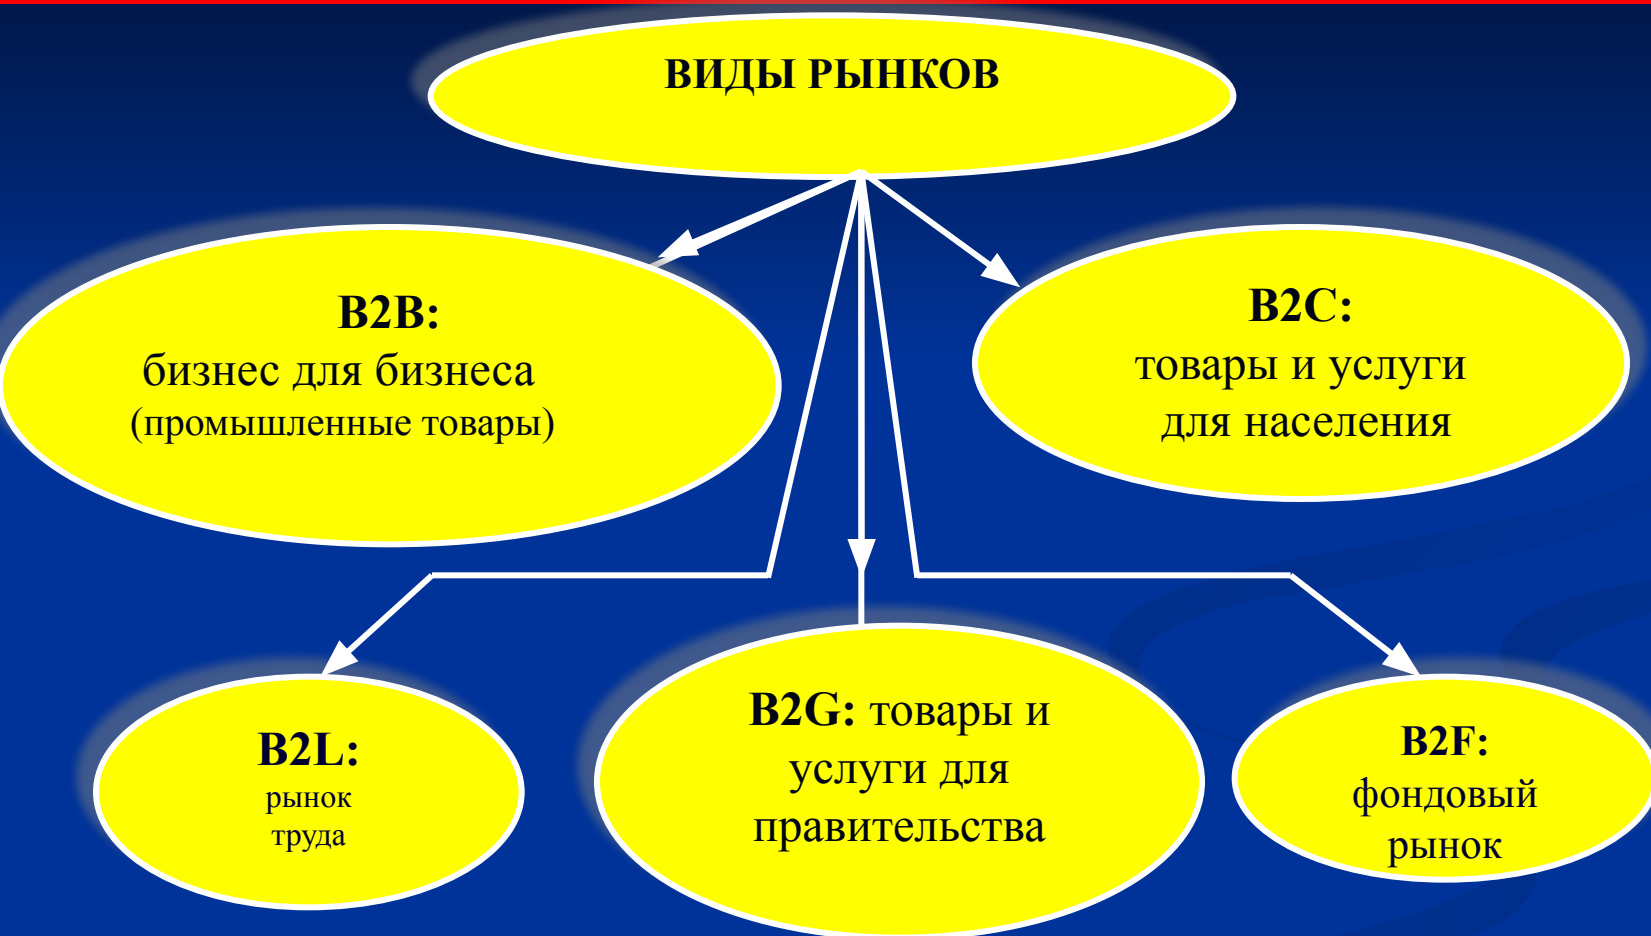 ВИДЫ РЫНКОВ
B2B:
бизнес для бизнеса
(промышленные товары)
B2C:
товары и услуги
для населения
B2L:
рынок
труда
B2G: товары и
услуги для
правительства
B2F:
фондовый
рынок